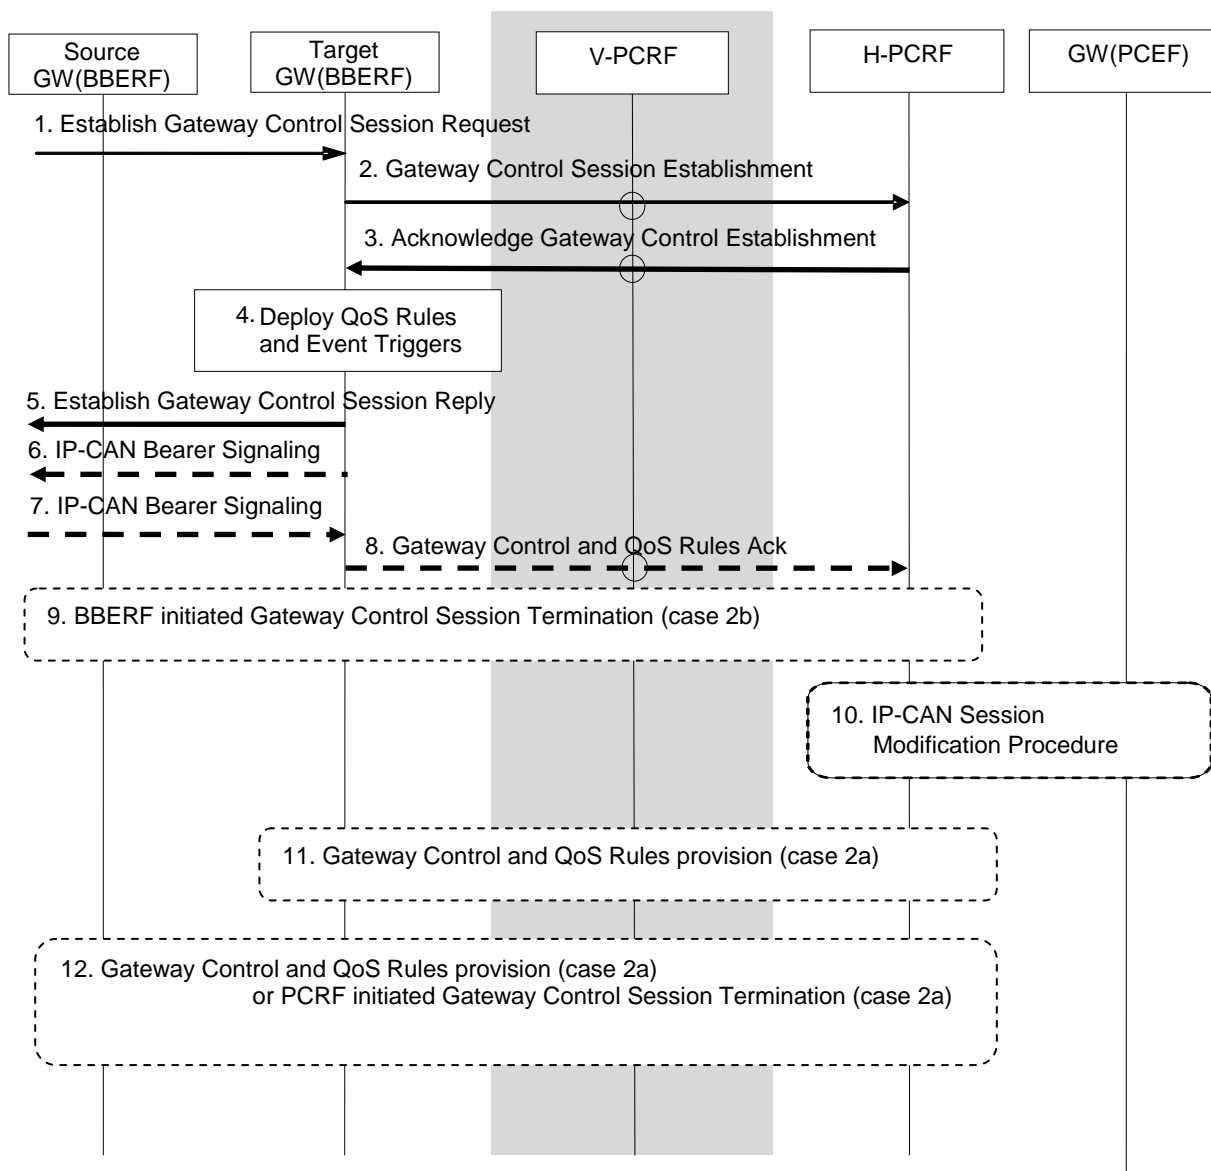 Source
GW(BBERF)
Target
GW(BBERF)
V-PCRF
H-PCRF
GW(PCEF)
1. Establish Gateway Control Session Request
2. Gateway Control Session Establishment
3. Acknowledge Gateway Control Establishment
4. Deploy QoS Rules
and Event Triggers
5. Establish Gateway Control Session Reply
6. IP-CAN Bearer Signaling
7. IP-CAN Bearer Signaling
8. Gateway Control and QoS Rules Ack
9. BBERF initiated Gateway Control Session Termination (case 2b)
10. IP-CAN Session
Modification Procedure
11. Gateway Control and QoS Rules provision (case 2a)
12. Gateway Control and QoS Rules provision (case 2a)
or PCRF initiated Gateway Control Session Termination (case 2a)